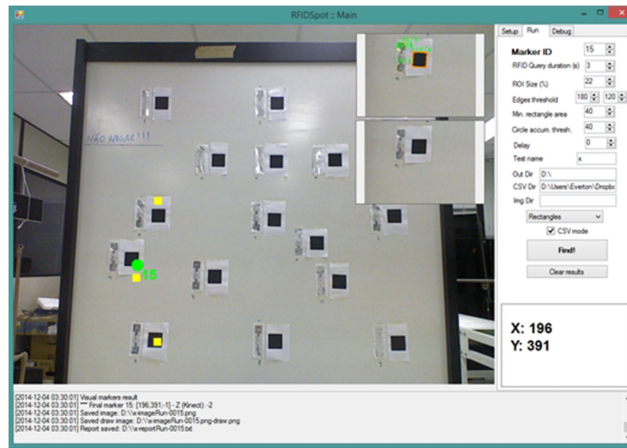 RFIDSpot :: Main
Setup Run Debug
Marker ID 15
RFID Query duration (s) 3
ROI Size (%) 22
Edges threshold 180 120
Min. rectangle area 40
Circle accum. thresh. 40
Delay 0
Test name x
Out Dir D:\
CSV Dir D:\Users\Everton\Dropbo
Img Dir
Rectangles
CSV mode
Find!
Clear results
NÃO APAGAR!!!
15
X: 196
Y: 391
[2014-12-04 03:30:01] Visual markers result
[2014-12-04 03:30:01] *** Final marker 15: [196;391;-1] - Z (Kinect): -2
[2014-12-04 03:30:01] Saved image: D:\\x-imageRun-0015.png
[2014-12-04 03:30:01] Saved draw image: D:\\x-imageRun-0015.png-draw.png
[2014-12-04 03:30:01] Report saved: D:\\x-reportRun-0015.txt